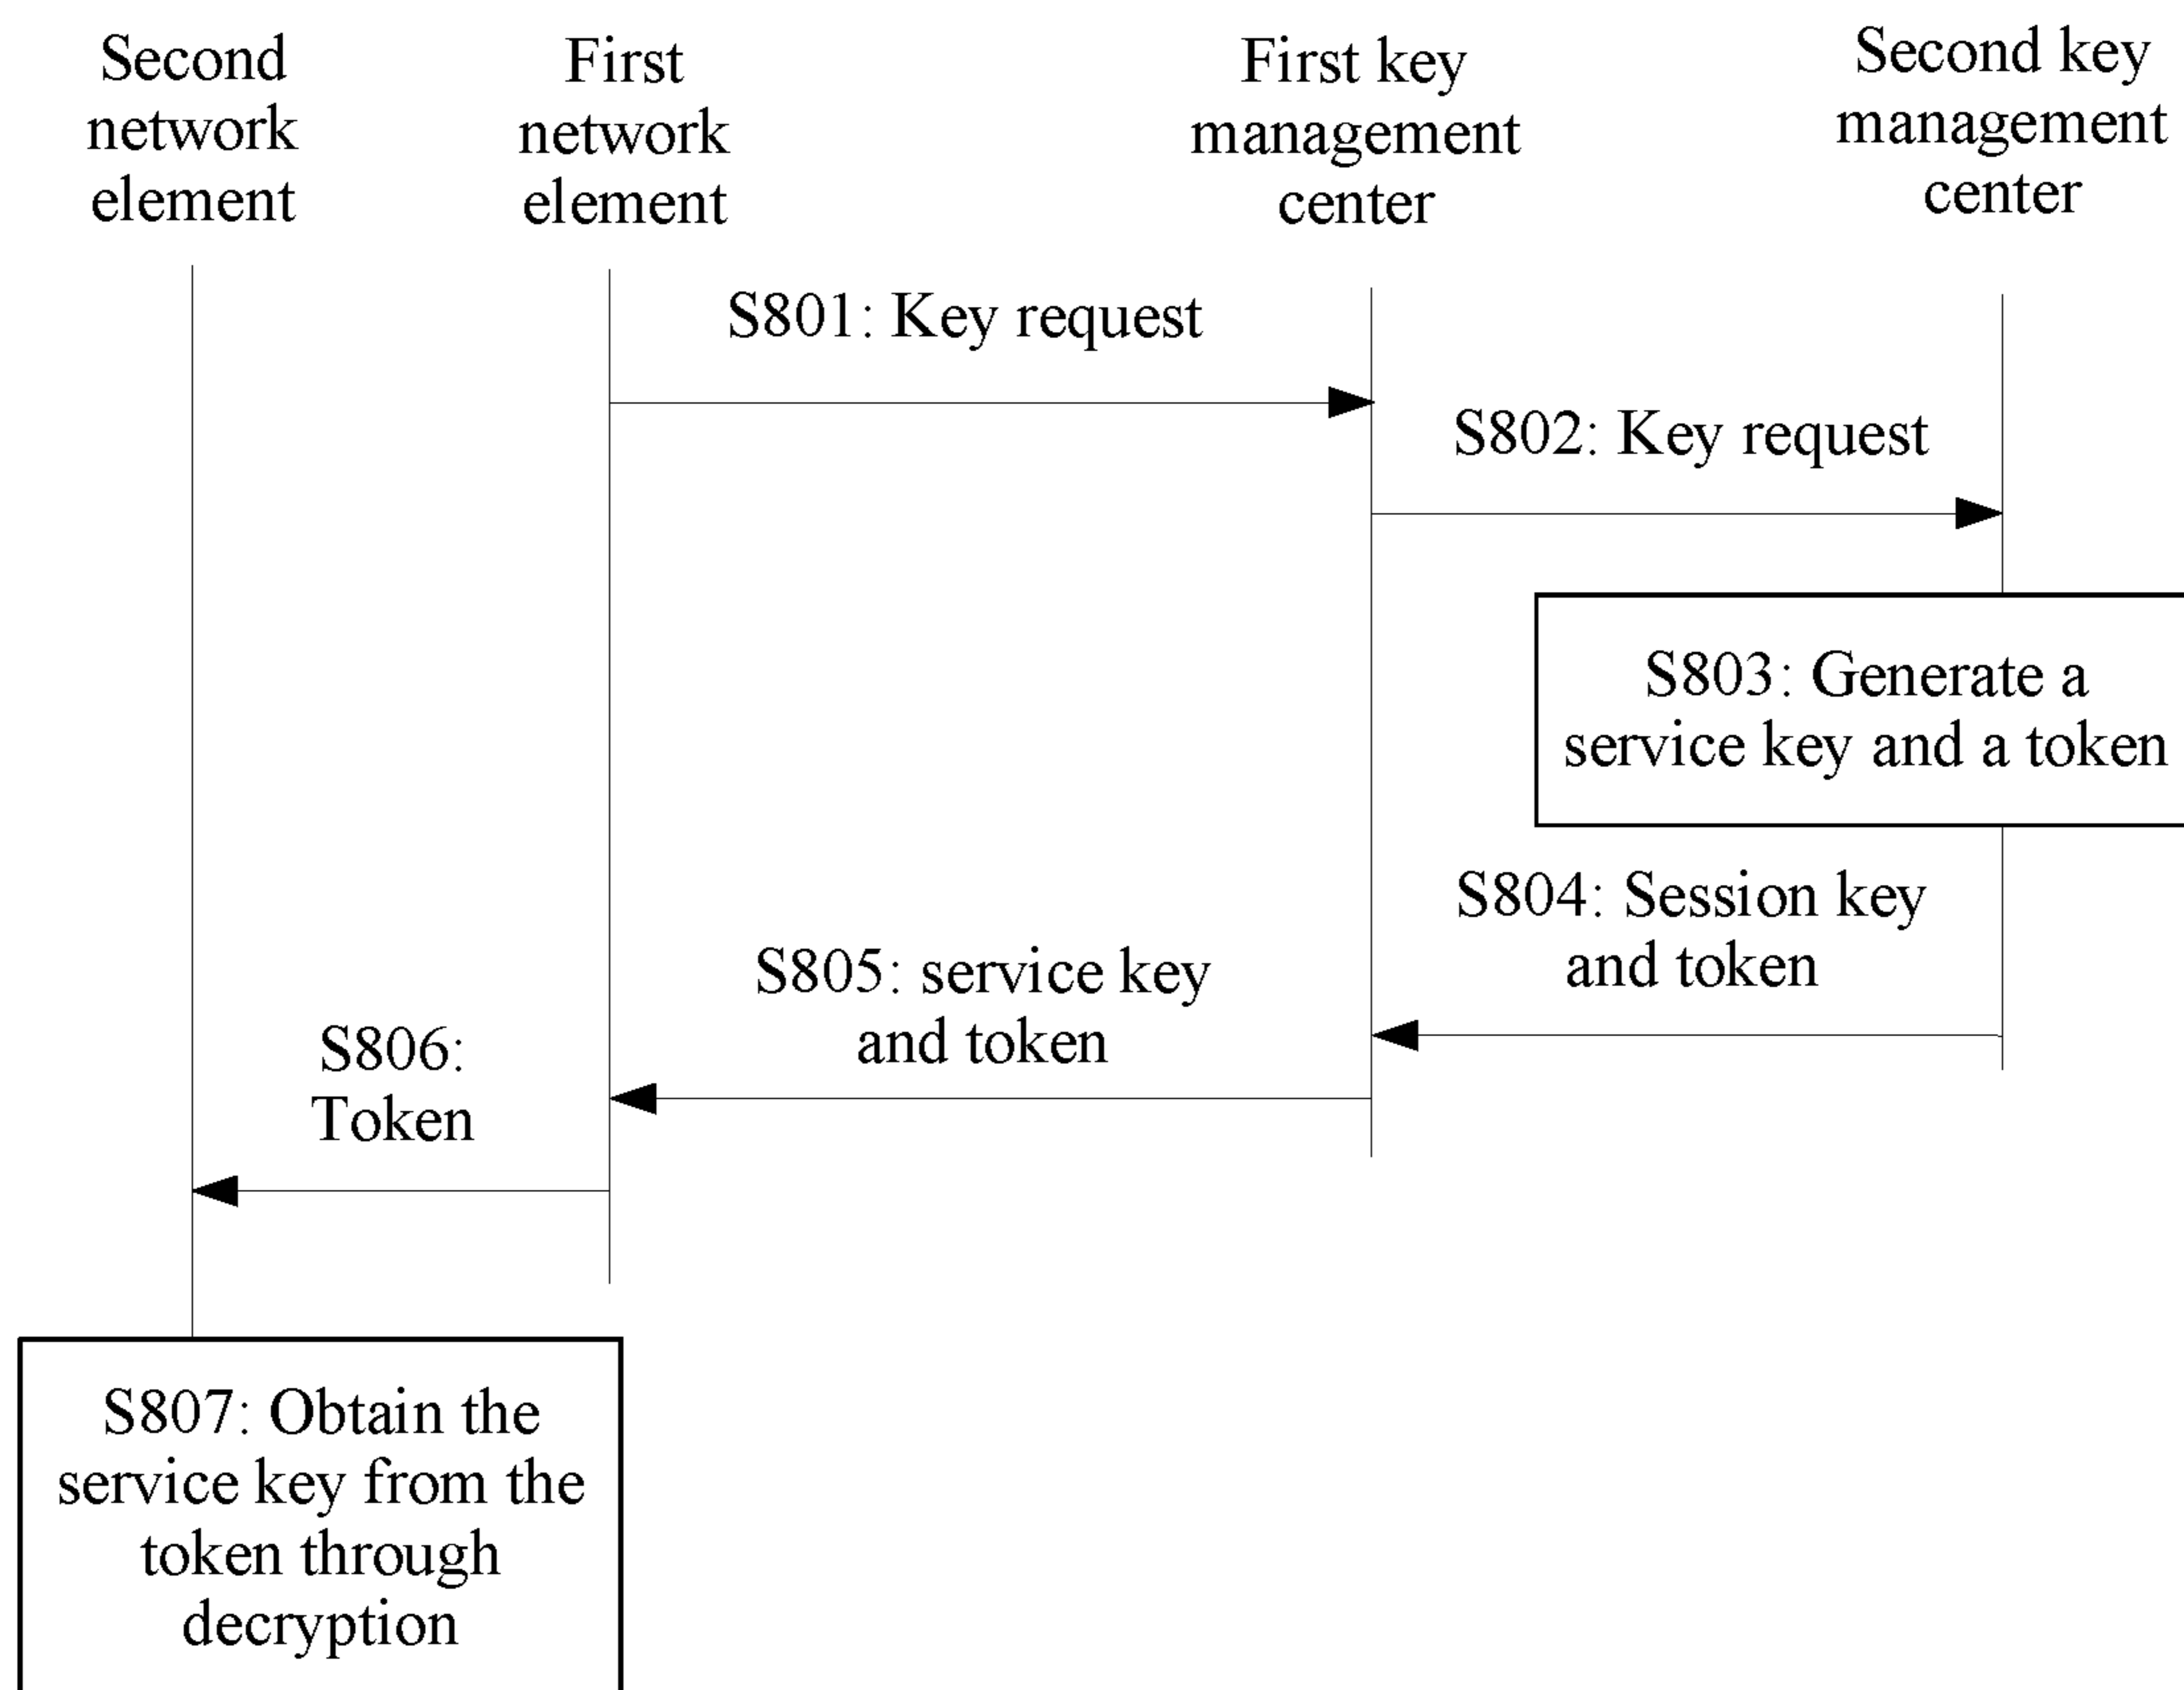 Second
network
element
First
network
element
First key
management
center
Second key
management
center
S801: Key request
S802: Key request
S803: Generate a
service key and a token
S804: Session key
and token
S805: service key
and token
S806:
Token
S807: Obtain the
service key from the
token through
decryption